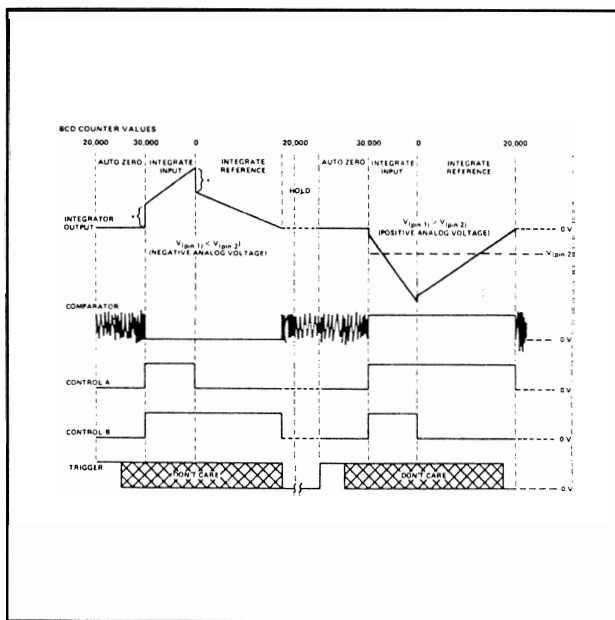 BCD COUNTER VALUES
20,000 30,000 0 20,000 30,000 0 20,000
AUTO ZERO INTEGRATE INPUT INTEGRATE REFERENCE HOLD AUTO ZERO INTEGRATE INPUT INTEGRATE REFERENCE
INTEGRATOR OUTPUT
V(pin 1) < V(pin 2)
(NEGATIVE ANALOG VOLTAGE)
V(pin 1) > V(pin 2)
(POSITIVE ANALOG VOLTAGE)
0 V
V(pin 2)
COMPARATOR
0 V
CONTROL A
0 V
CONTROL B
0 V
TRIGGER
DON'T CARE DON'T CARE
0 V